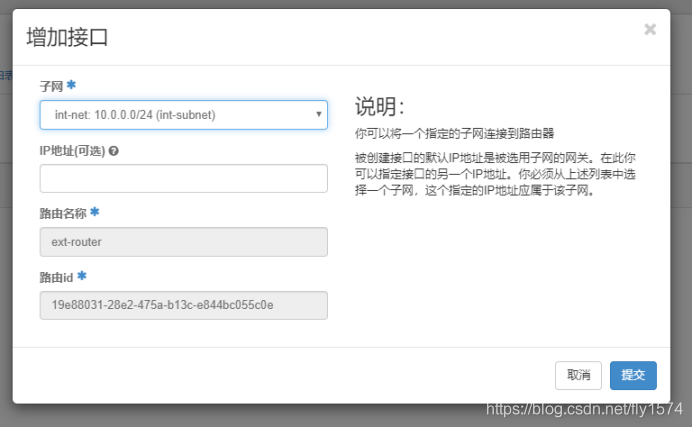 增加接口
×
子网 *
int-net: 10.0.0.0/24 (int-subnet)
IP地址(可选) ?
路由名称 *
ext-router
路由id *
19e88031-28e2-475a-b13c-e844bc055c0e
说明：
你可以将一个指定的子网连接到路由器
被创建接口的默认IP地址是被选用子网的网关。在此你
可以指定接口的另一个IP地址。你必须从上述列表中选
择一个子网，这个指定的IP地址应属于该子网。
取消
提交
https://blog.csdn.net/fly1574